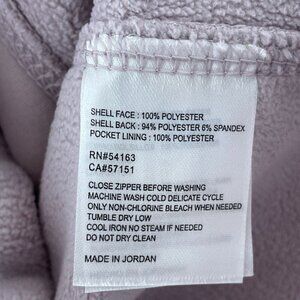 SHELL FACE : 100% POLYESTER
SHELL BACK : 94% POLYESTER 6% SPANDEX
POCKET LINING : 100% POLYESTER
RN#54163
CA#57151
CLOSE ZIPPER BEFORE WASHING
MACHINE WASH COLD DELICATE CYCLE
ONLY NON-CHLORINE BLEACH WHEN NEEDED
TUMBLE DRY LOW
COOL IRON NO STEAM IF NEEDED
DO NOT DRY CLEAN
MADE IN JORDAN